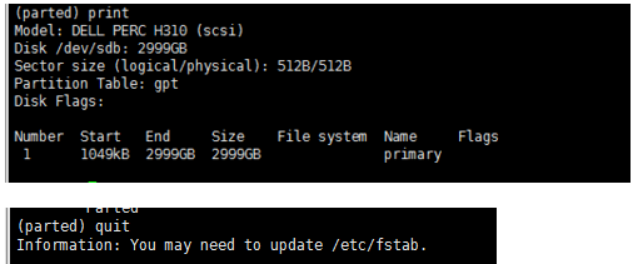 (parted) print
Model: DELL PERC H310 (scsi)
Disk /dev/sdb: 2999GB
Sector size (logical/physical): 512B/512B
Partition Table: gpt
Disk Flags:
Number Start End Size File system Name Flags
1 1049kB 2999GB 2999GB primary
(parted) quit
Information: You may need to update /etc/fstab.